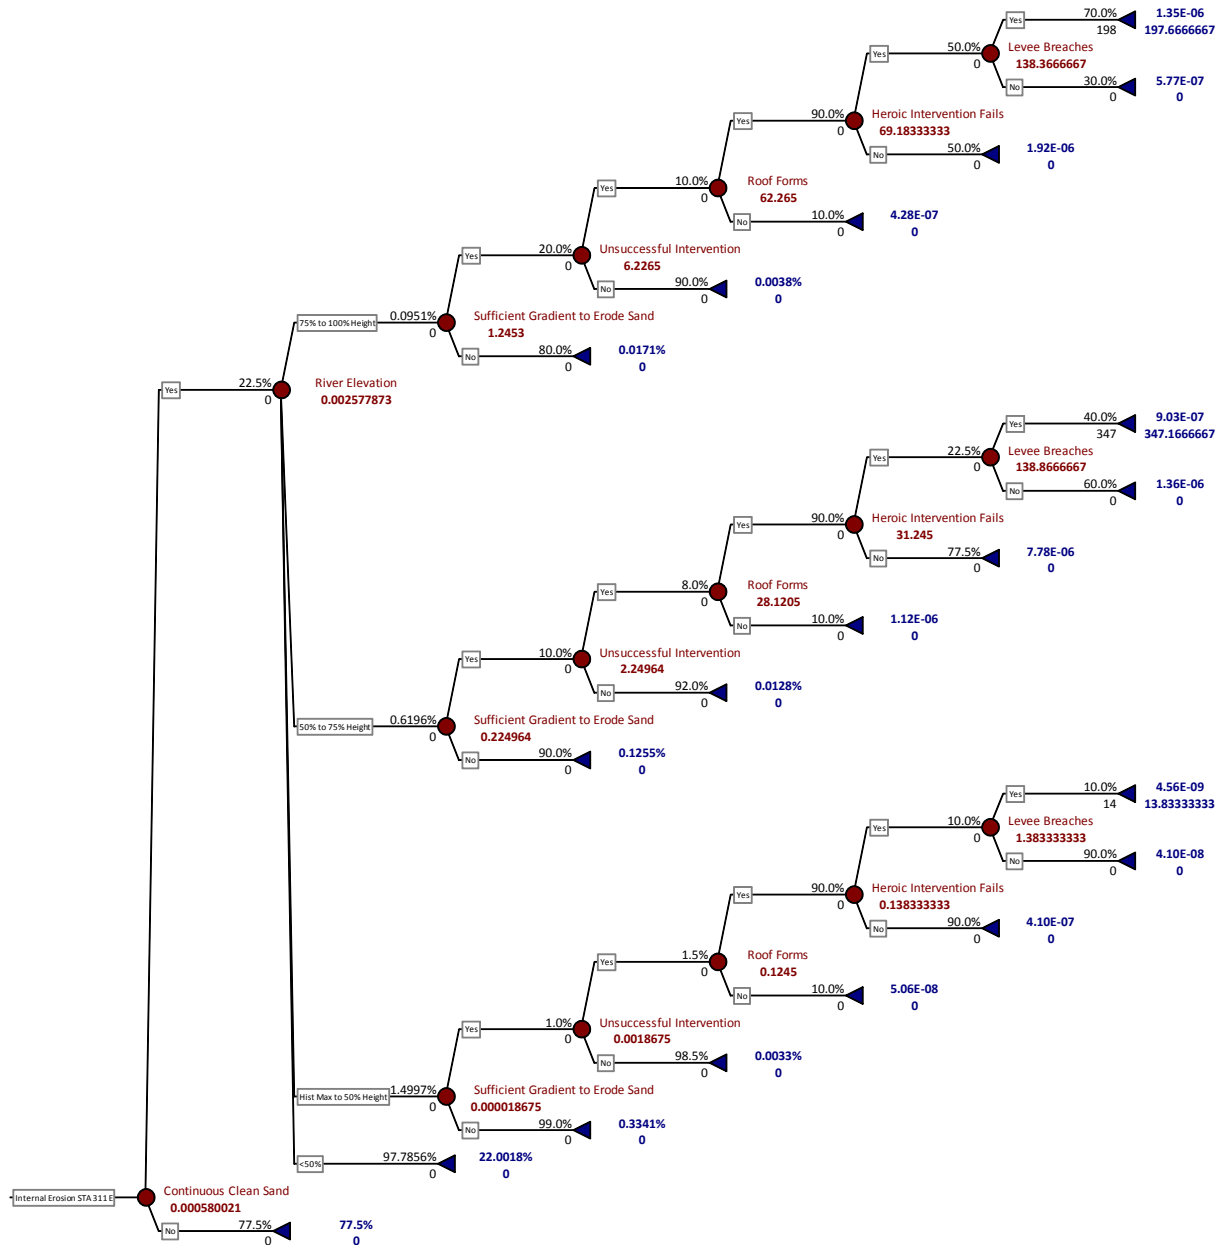 Yes
70.0%
198
1.35E-06
197.6666667
Yes
50.0%
0
Levee Breaches
138.3666667
No
30.0%
0
5.77E-07
0
Yes
90.0%
0
Heroic Intervention Fails
69.18333333
No
50.0%
0
1.92E-06
0
Yes
10.0%
0
Roof Forms
62.265
No
10.0%
0
4.28E-07
0
Yes
20.0%
0
Unsuccessful Intervention
6.2265
No
90.0%
0
0.0038%
0
75% to 100% Height
0.0951%
0
Sufficient Gradient to Erode Sand
1.2453
No
80.0%
0
0.0171%
0
Yes
22.5%
0
River Elevation
0.002577873
Yes
40.0%
347
9.03E-07
347.1666667
Yes
22.5%
0
Levee Breaches
138.8666667
No
60.0%
0
1.36E-06
0
Yes
90.0%
0
Heroic Intervention Fails
31.245
No
77.5%
0
7.78E-06
0
Yes
8.0%
0
Roof Forms
28.1205
No
10.0%
0
1.12E-06
0
Yes
10.0%
0
Unsuccessful Intervention
2.24964
No
92.0%
0
0.0128%
0
50% to 75% Height
0.6196%
0
Sufficient Gradient to Erode Sand
0.224964
No
90.0%
0
0.1255%
0
Yes
10.0%
14
4.56E-09
13.83333333
Yes
10.0%
0
Levee Breaches
1.383333333
No
90.0%
0
4.10E-08
0
Yes
90.0%
0
Heroic Intervention Fails
0.138333333
No
90.0%
0
4.10E-07
0
Yes
1.5%
0
Roof Forms
0.1245
No
10.0%
0
5.06E-08
0
Yes
1.0%
0
Unsuccessful Intervention
0.0018675
No
98.5%
0
0.0033%
0
Hist Max to 50% Height
1.4997%
0
Sufficient Gradient to Erode Sand
0.000018675
No
99.0%
0
0.3341%
0
<50%
97.7856%
0
22.0018%
0
Internal Erosion STA 311 E
Continuous Clean Sand
0.000580021
No
77.5%
0
77.5%
0